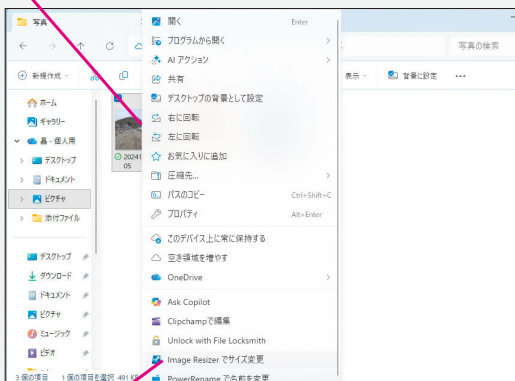 写真
写真の検索
新規作成
表示
背景に設定
ホーム
ギャラリー
晶 - 個人用
デスクトップ
ドキュメント
ピクチャ
添付ファイル
デスクトップ
ダウンロード
ドキュメント
ピクチャ
ミュージック
ビデオ
3 個の項目 1 個の項目を選択 491 KB
20241
05
開く Enter
プログラムから開く
AI アクション
共有
デスクトップの背景として設定
右に回転
左に回転
お気に入りに追加
圧縮先...
パスのコピー Ctrl+Shift+C
プロパティ Alt+Enter
このデバイス上に常に保持する
空き領域を増やす
OneDrive
Ask Copilot
Clipchampで編集
Unlock with File Locksmith
Image Resizer でサイズ変更
PowerRename で名前を変更